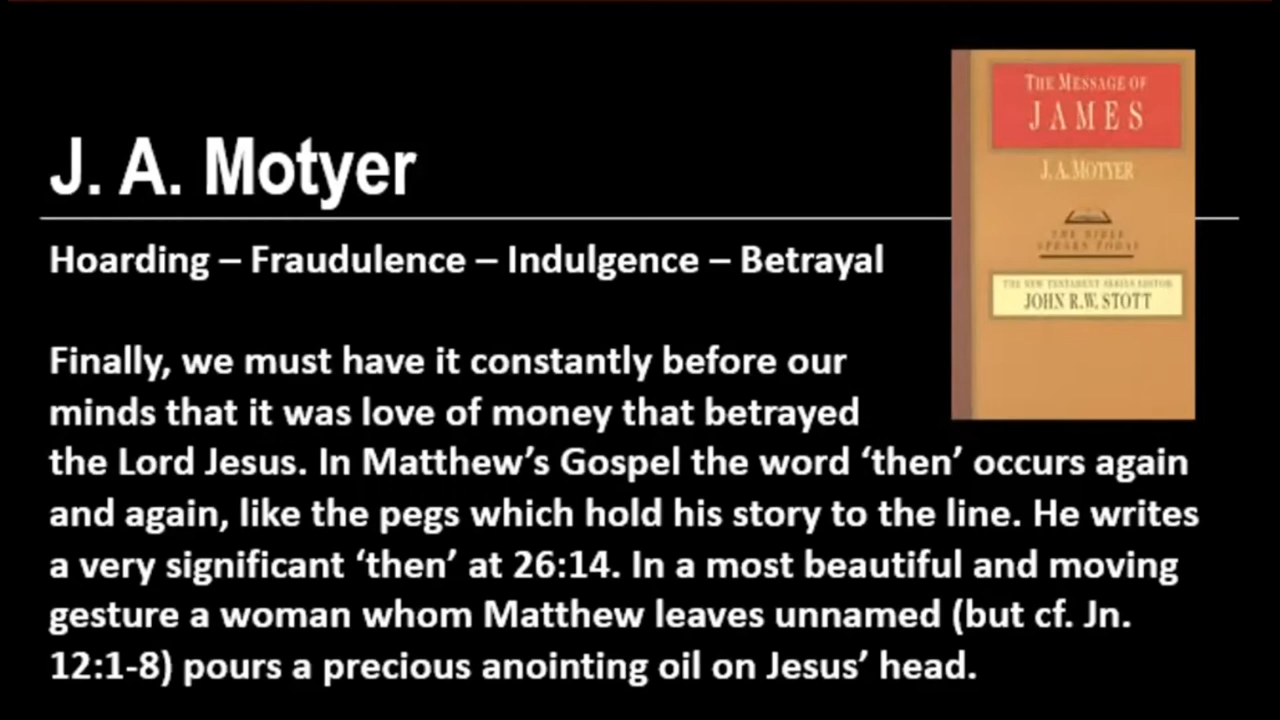 J. A. Motyer
Hoarding – Fraudulence – Indulgence – Betrayal
Finally, we must have it constantly before our
minds that it was love of money that betrayed
the Lord Jesus. In Matthew’s Gospel the word ‘then’ occurs again
and again, like the pegs which hold his story to the line. He writes
a very significant ‘then’ at 26:14. In a most beautiful and moving
gesture a woman whom Matthew leaves unnamed (but cf. Jn.
12:1-8) pours a precious anointing oil on Jesus’ head.
THE MESSAGE OF
JAMES
J. A. MOTYER
THE BIBLE
SPEAKS TODAY
THE NEW TESTAMENT SERIES EDITOR
JOHN R.W. STOTT